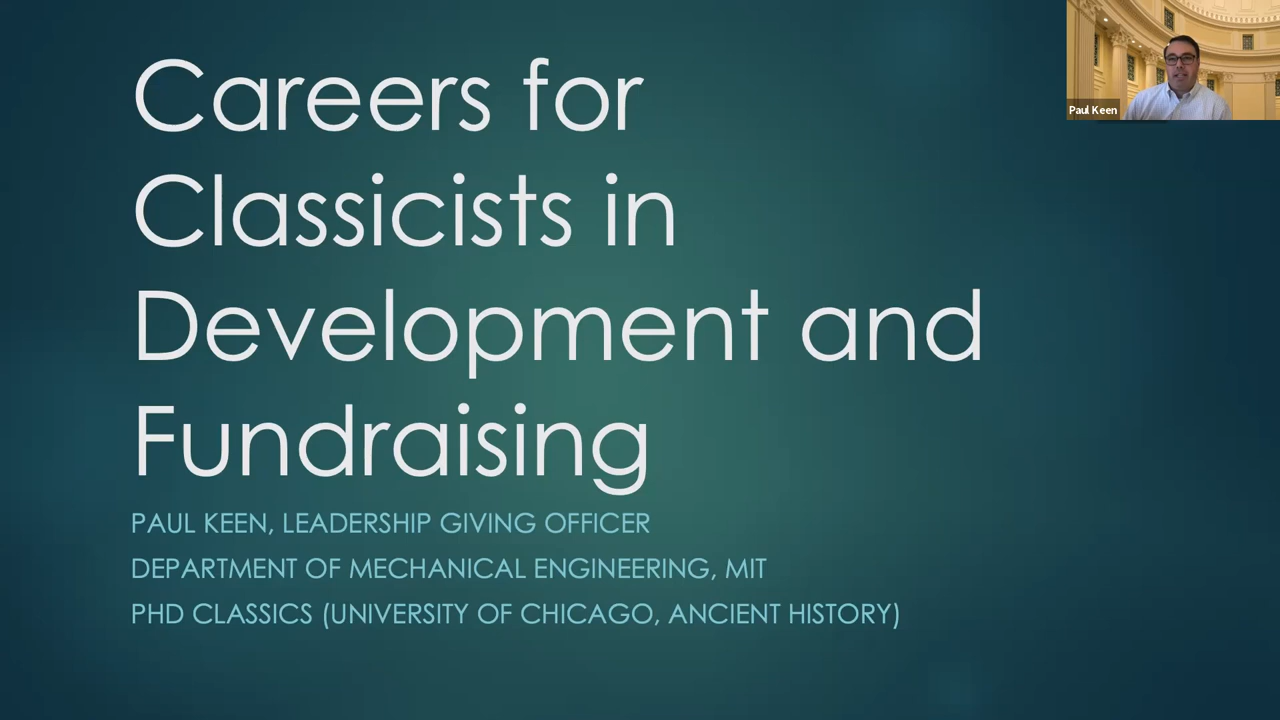 Careers for
Classicists in
Development and
Fundraising
PAUL KEEN, LEADERSHIP GIVING OFFICER
DEPARTMENT OF MECHANICAL ENGINEERING, MIT
PHD CLASSICS (UNIVERSITY OF CHICAGO, ANCIENT HISTORY)
Paul Keen